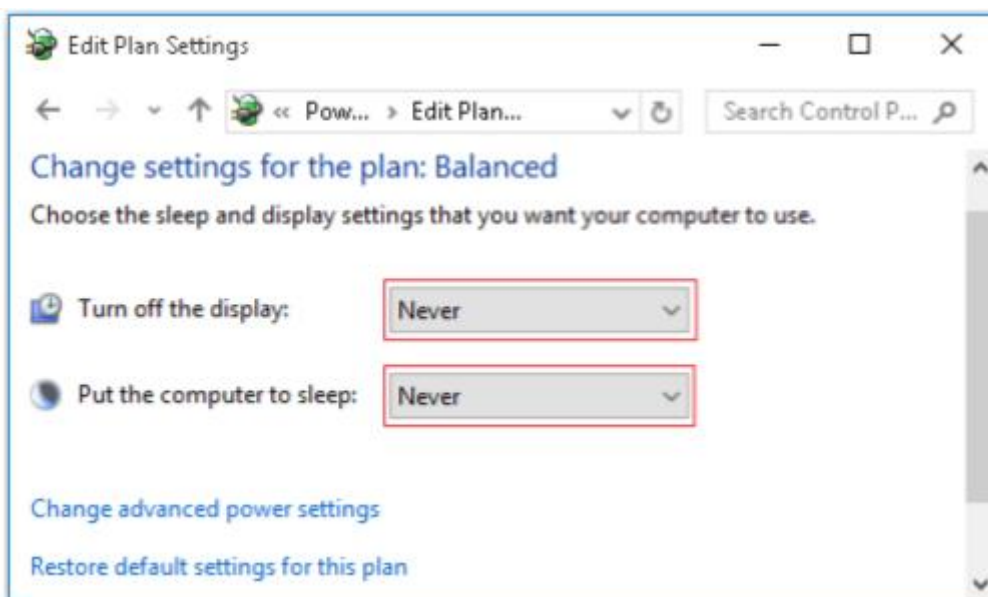 Edit Plan Settings
« Pow... > Edit Plan... Search Control P...
Change settings for the plan: Balanced
Choose the sleep and display settings that you want your computer to use.
Turn off the display: Never
Put the computer to sleep: Never
Change advanced power settings
Restore default settings for this plan